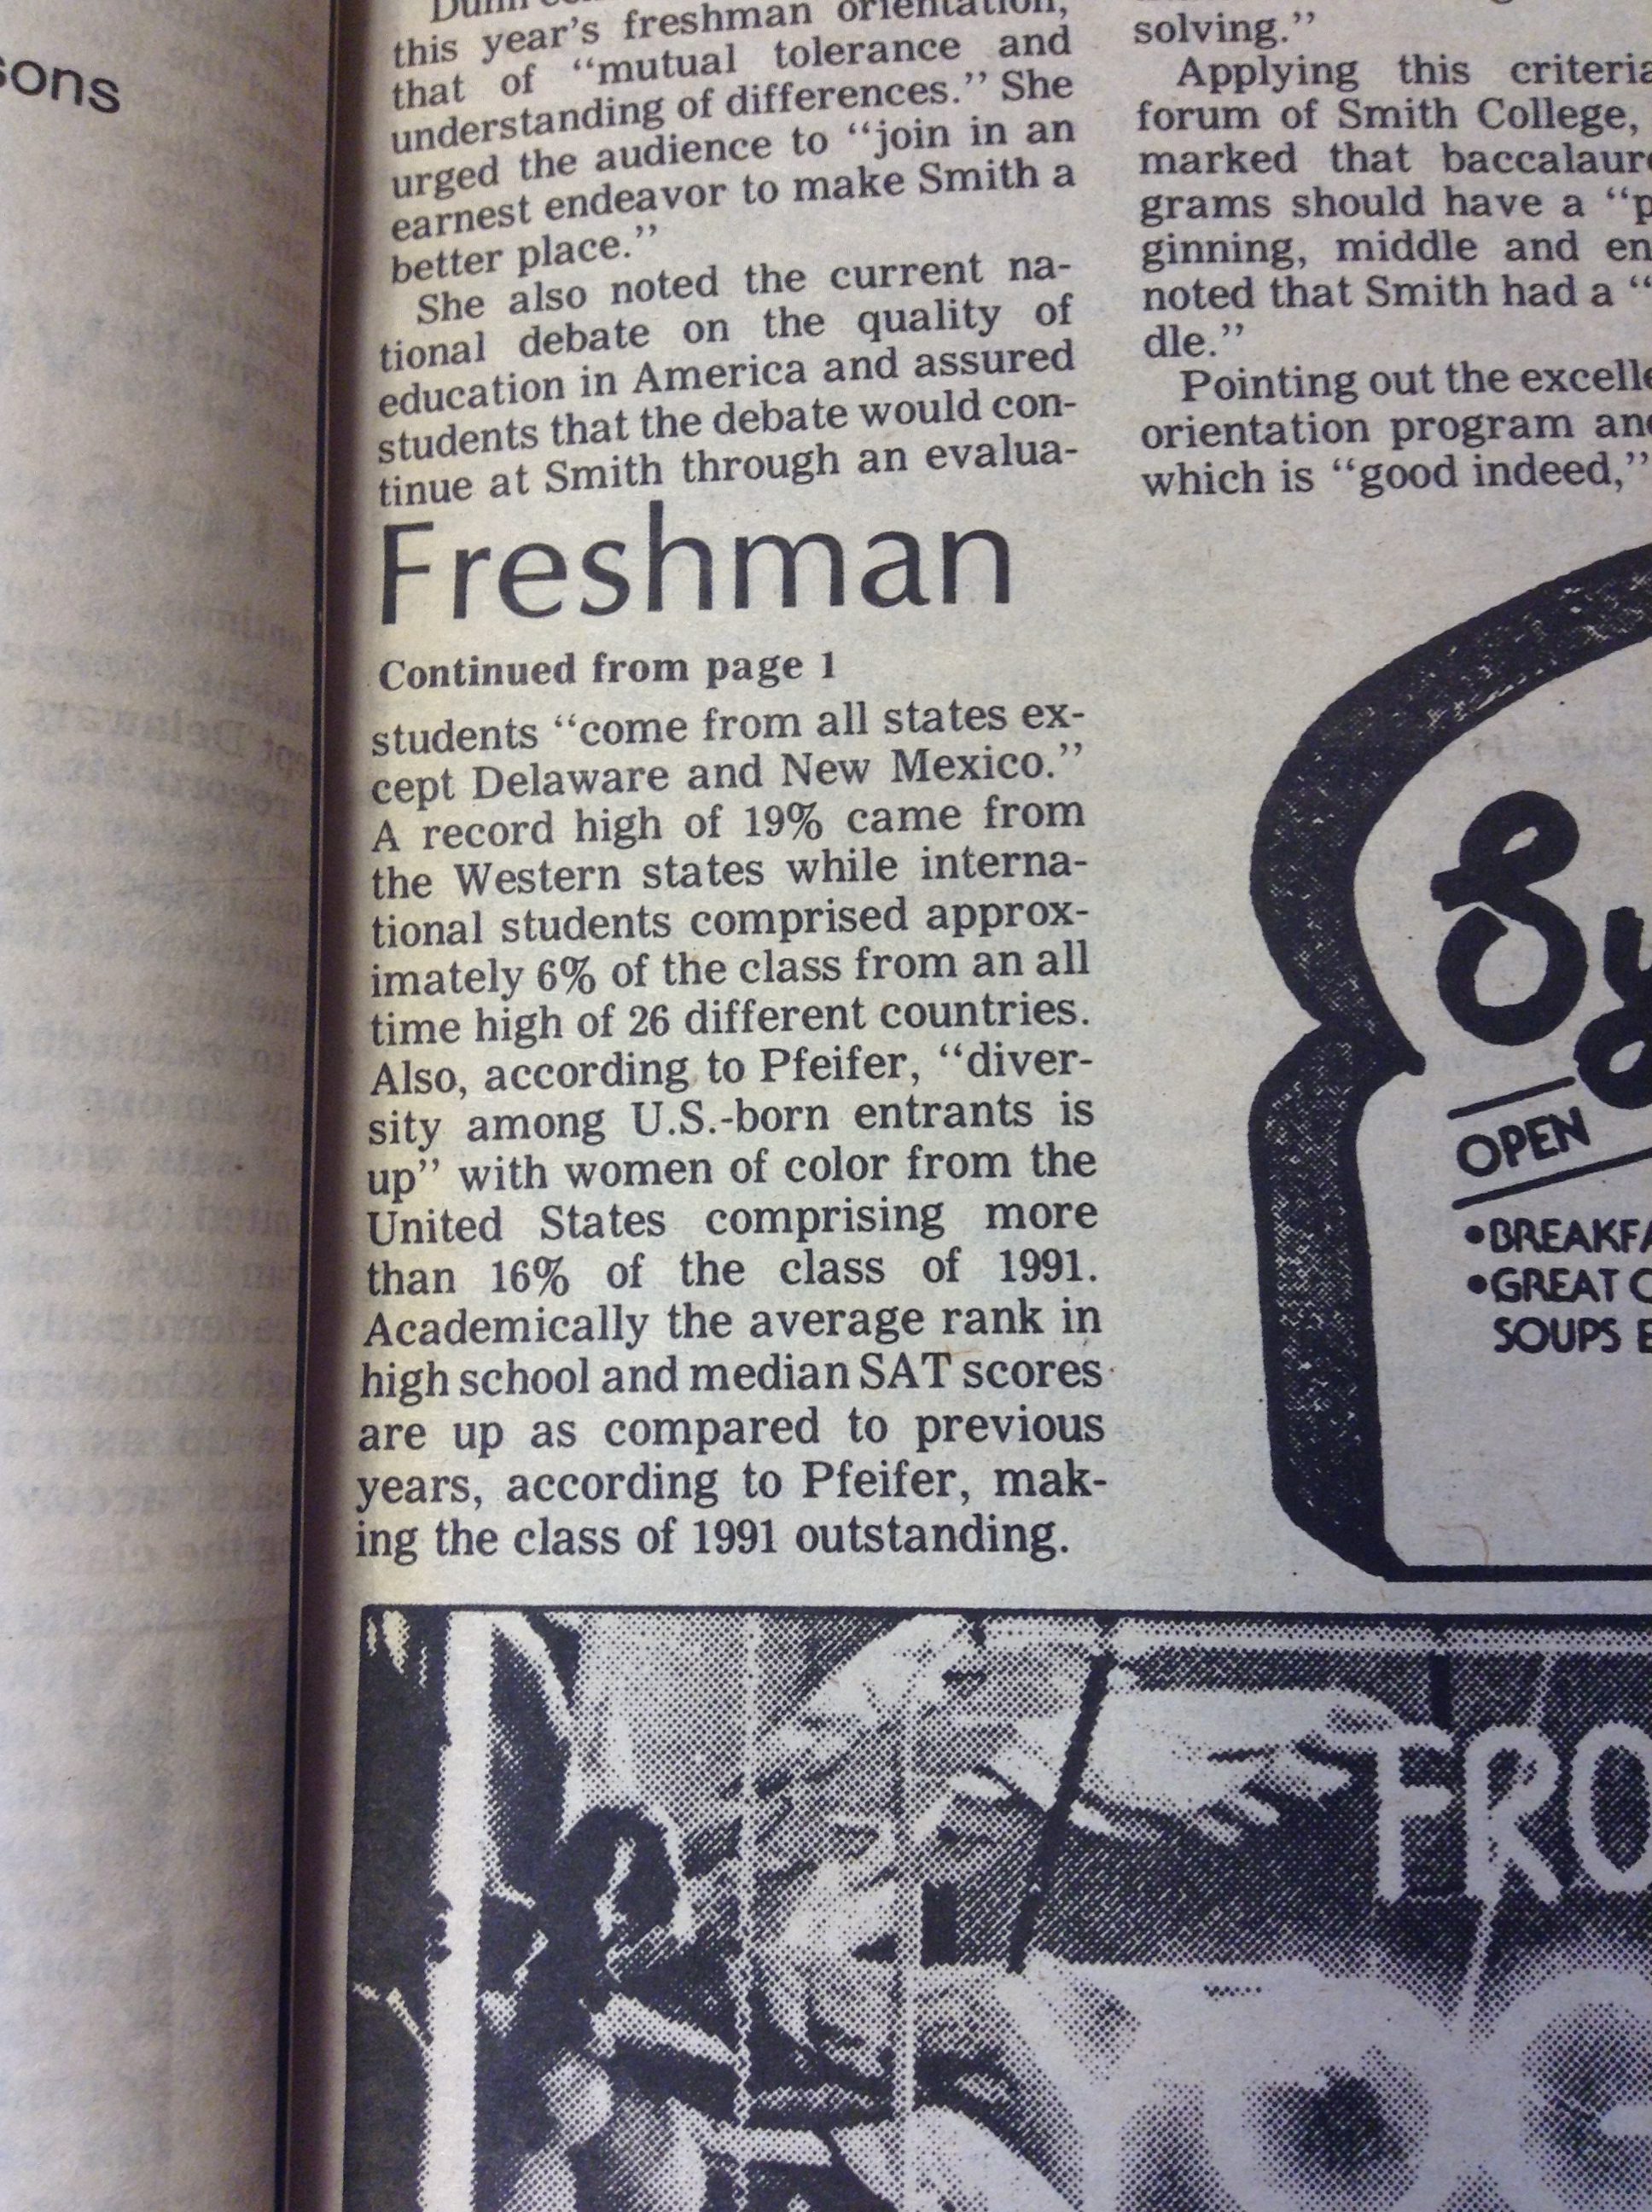 sons
this year's freshman orientation,
that of “mutual tolerance and
understanding of differences.” She
urged the audience to “join in an
earnest endeavor to make Smith a
better place.”
She also noted the current na-
tional debate on the quality of
education in America and assured
students that the debate would con-
tinue at Smith through an evalua-
solving.”
Applying this criteria
forum of Smith College,
marked that
grams should have a
ginning, middle and
noted that Smith had a “
dle.”
Pointing out the
orientation program
which is “good indeed,”
Freshman
Continued from page 1
students “come from all states ex-
cept Delaware and New Mexico.”
A record high of 19% came from
the Western states while interna-
tional students comprised approx-
imately 6% of the class from an all
time high of 26 different countries.
Also, according to Pfeifer, “diver-
sity among U.S.-born entrants is
up” with women of color from the
United States comprising more
than 16% of the class of 1991.
Academically the average rank in
high school and median SAT scores
are up as compared to previous
years, according to Pfeifer, mak-
ing the class of 1991 outstanding.
Sy
OPEN
•BREAKFA
•GREAT
SOUPS
FRO